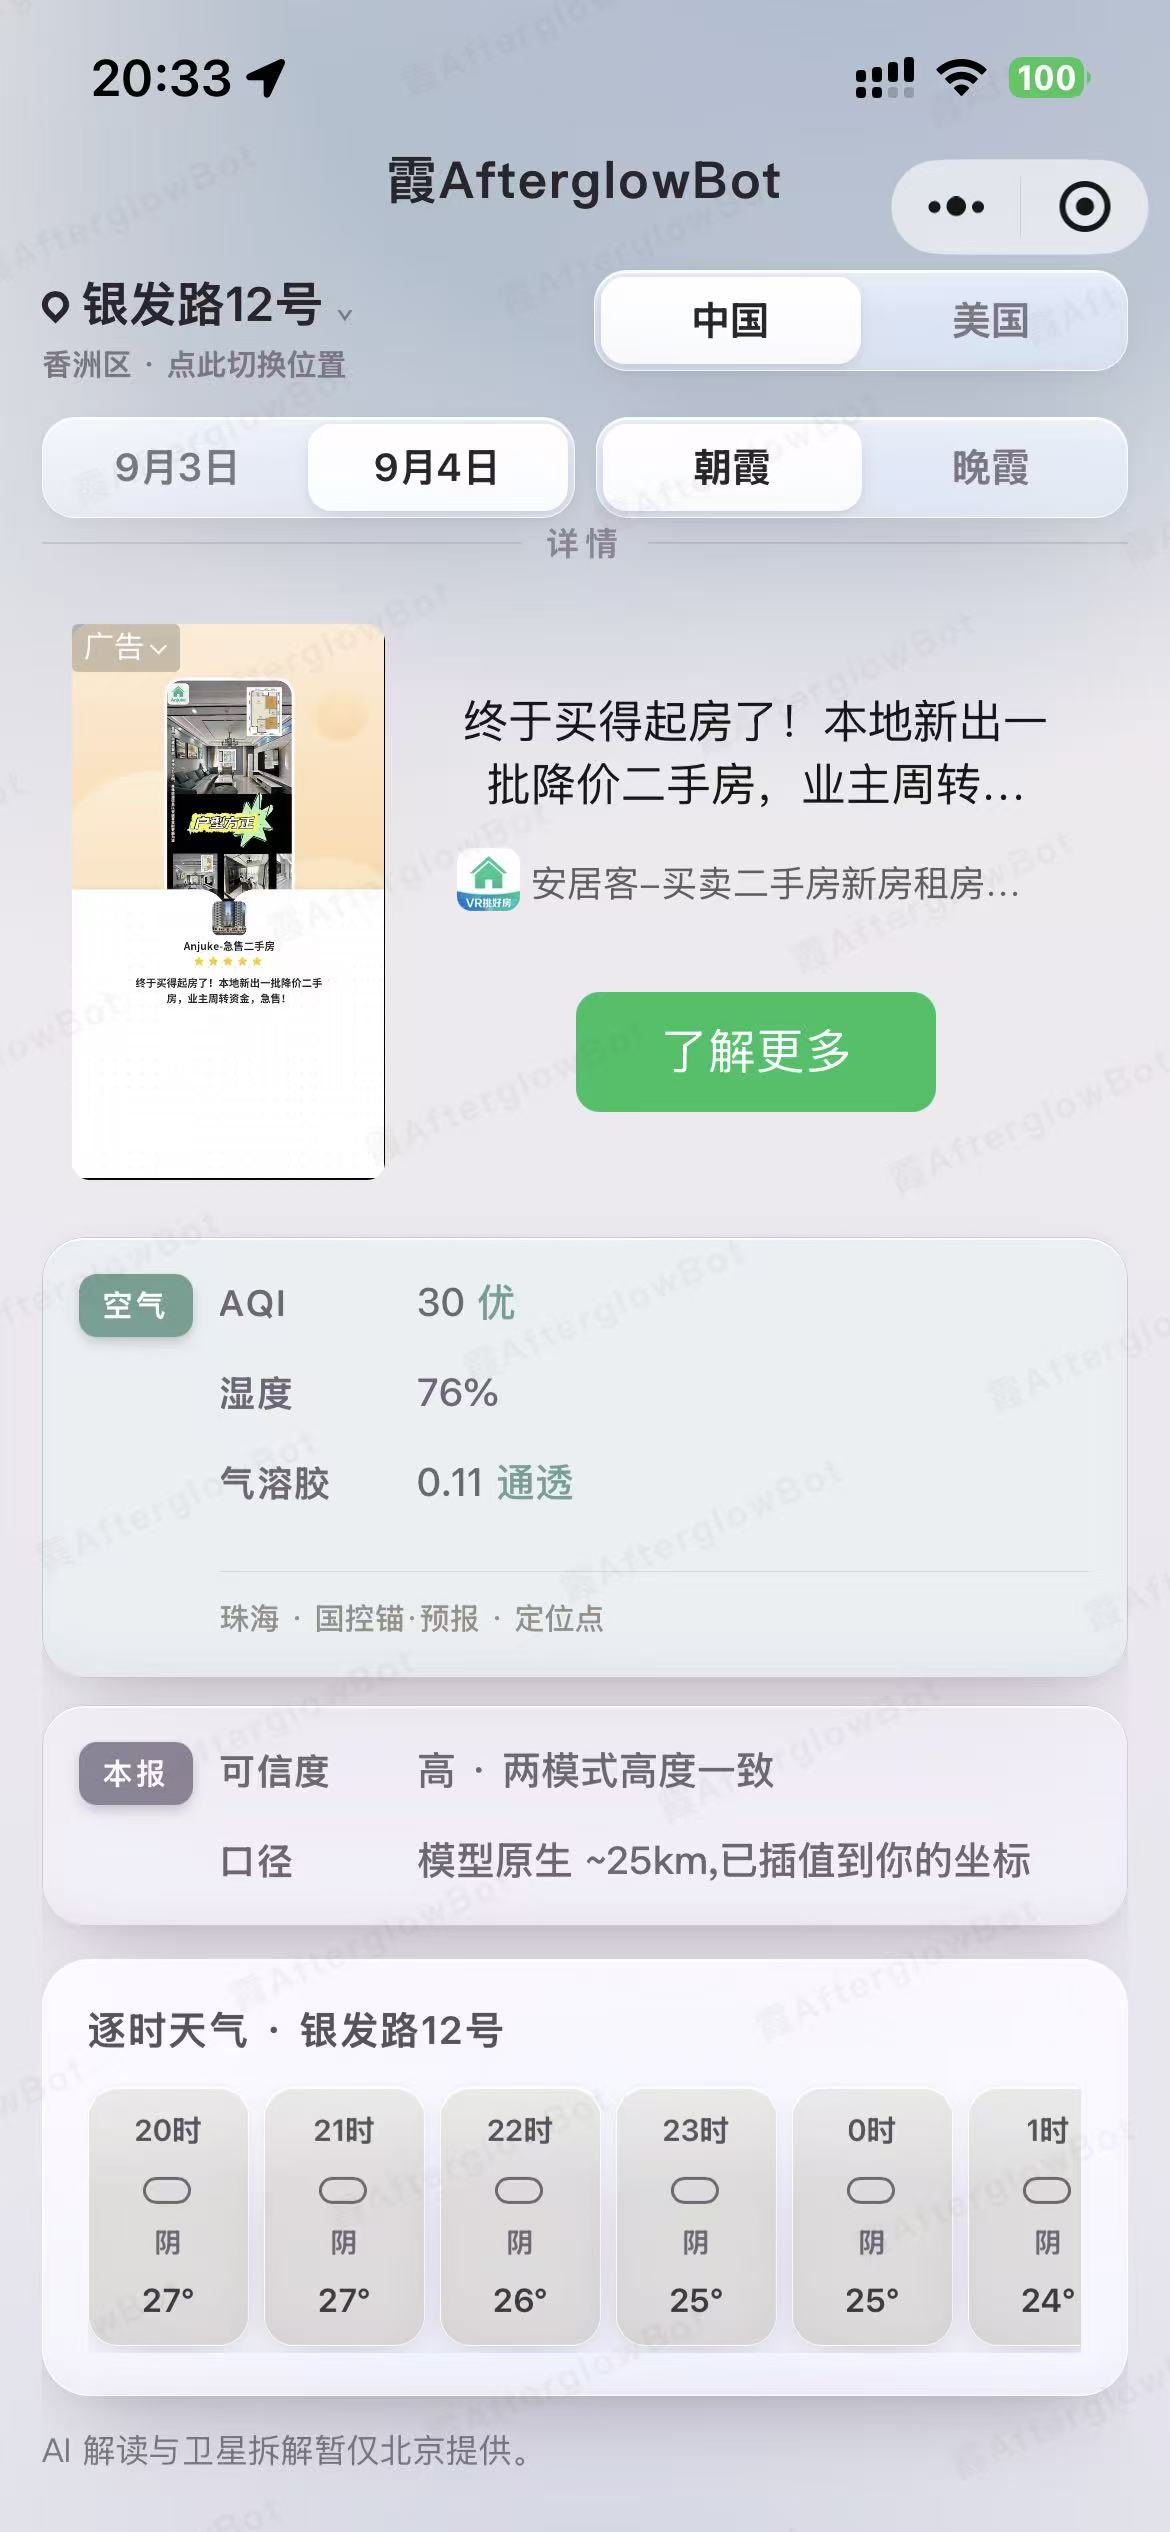 20:33
100
霞AfterglowBot
银发路12号
香洲区 · 点此切换位置
中国
美国
9月3日
9月4日
朝霞
晚霞
详情
广告
户型方正
Anjuke-急售二手房
终于买得起房了！本地新出一批降价二手
房，业主周转资金，急售！
终于买得起房了！本地新出一
批降价二手房，业主周转...
VR挑好房
安居客-买卖二手房新房租房...
了解更多
空气
AQI
30 优
湿度
76%
气溶胶
0.11 通透
珠海 · 国控锚·预报 · 定位点
本报
可信度
高 · 两模式高度一致
口径
模型原生 ~25km,已插值到你的坐标
逐时天气 · 银发路12号
20时
21时
22时
23时
0时
1时
阴
阴
阴
阴
阴
阴
27°
27°
26°
25°
25°
24°
AI 解读与卫星拆解暂仅北京提供。